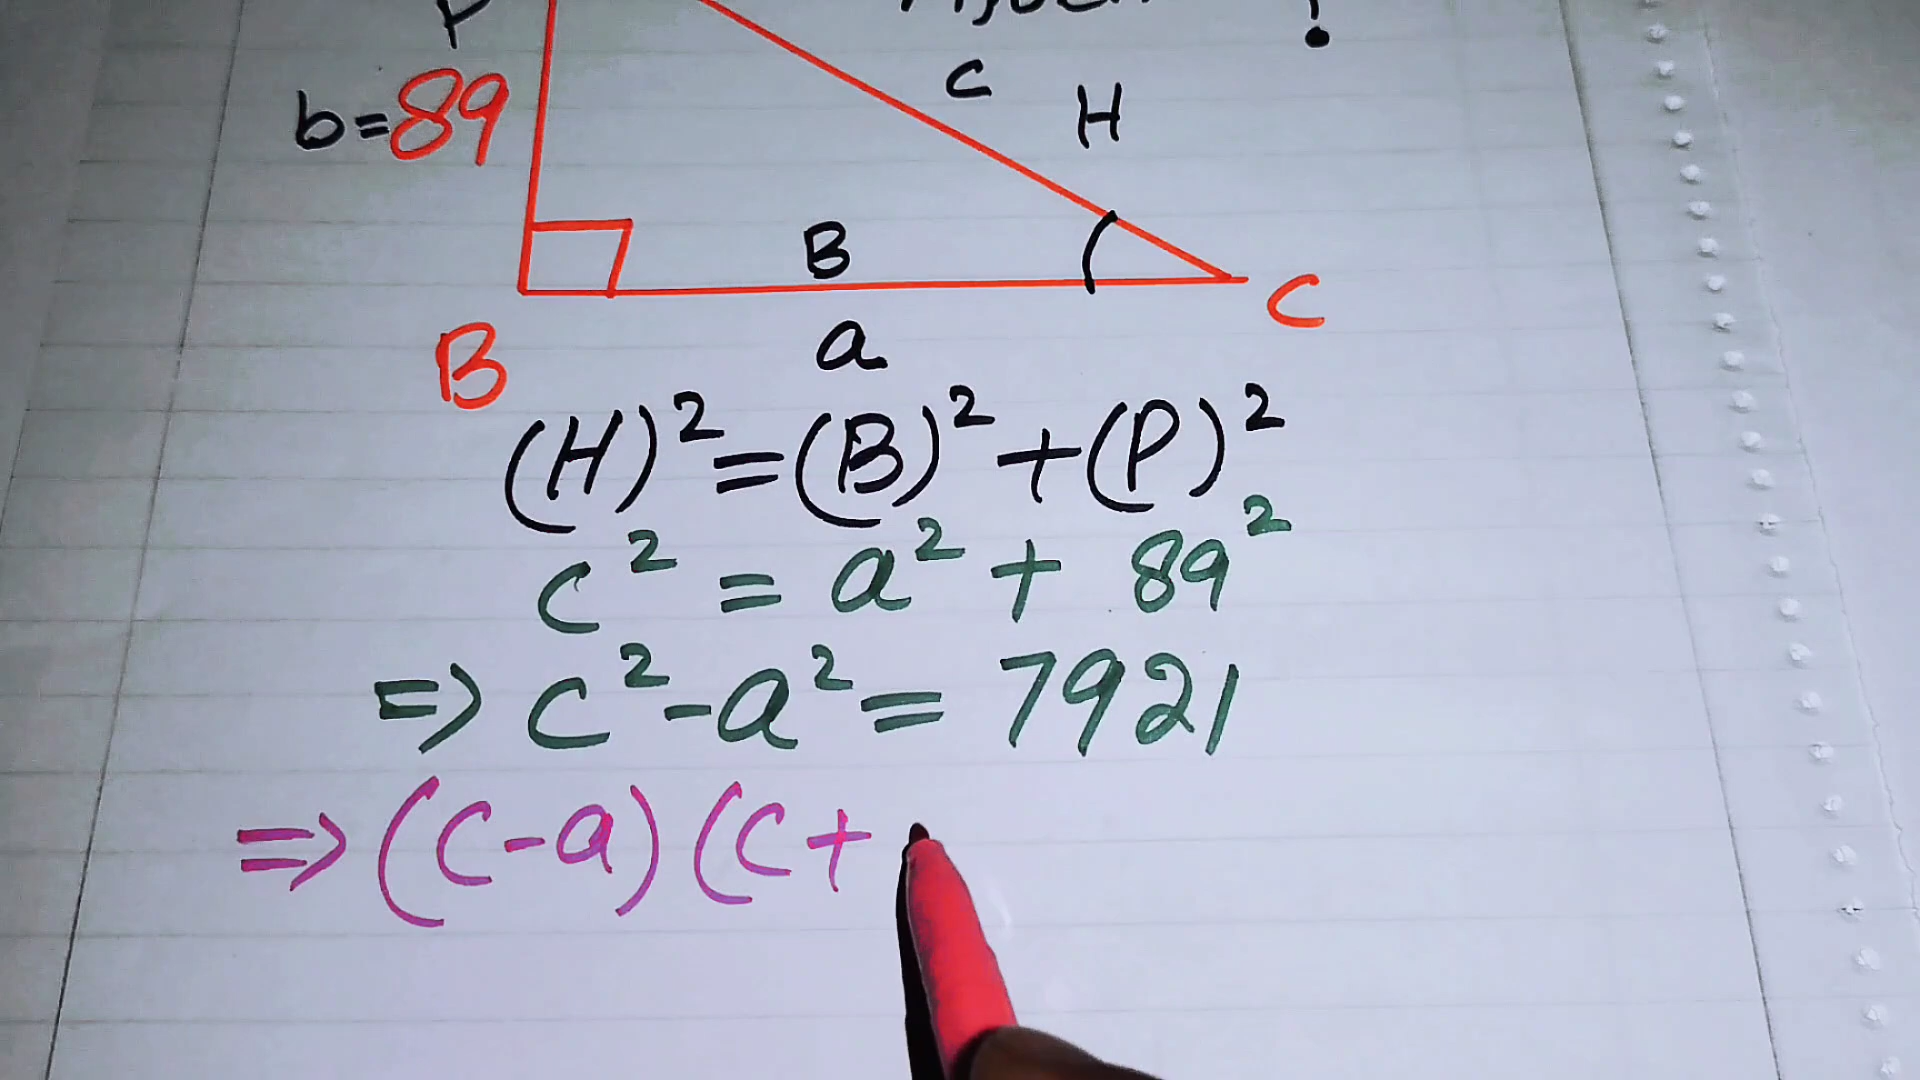 P
C
H
b=89
B
C
B
a
(H)² = (B)² + (P)²
c² = a² + 89²
⇒ c² - a² = 7921
⇒ (c-a) (c+